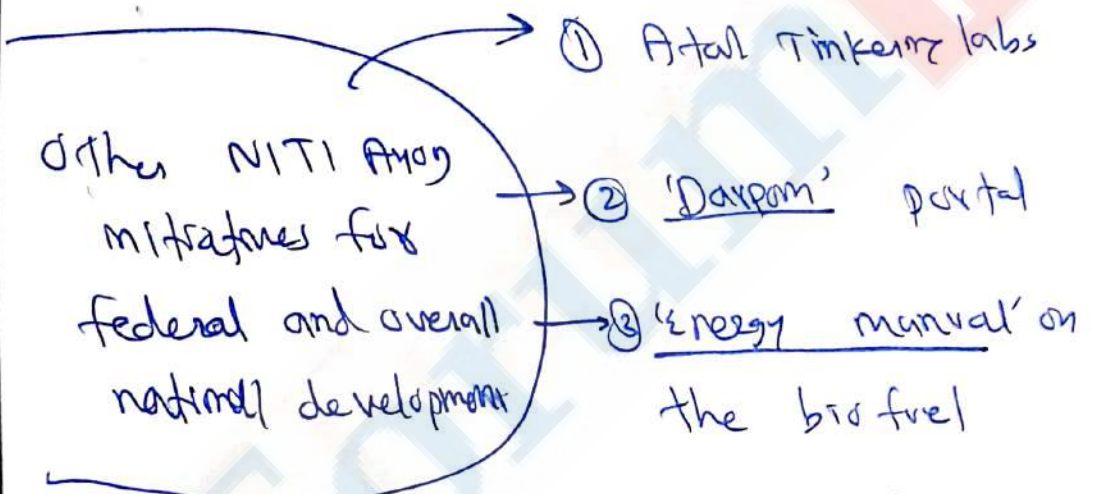 ① Atal Tinkering labs
Other NITI Ayog
initiatives for
federal and overall
national development
② 'Darpan' portal
③ 'Energy manual' on
the bio fuel